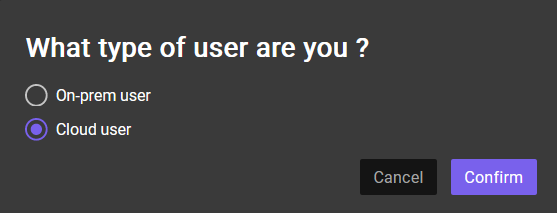 What type of user are you ?
On-prem user
Cloud user
Cancel
Confirm